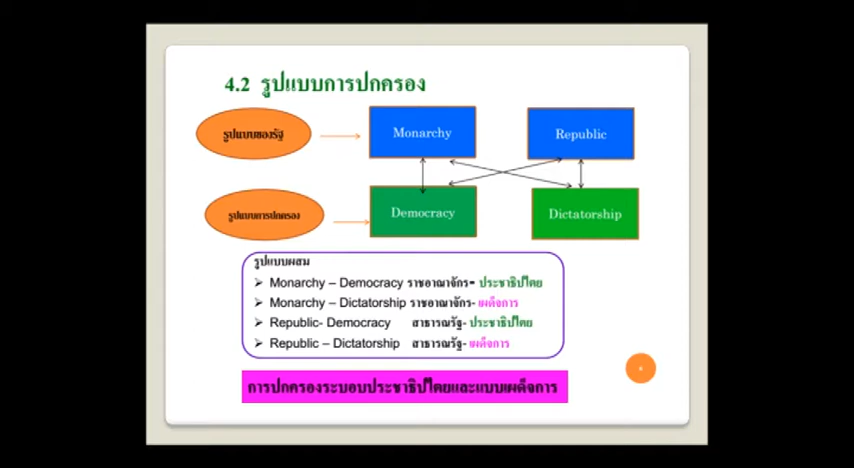 4.2 รูปแบบการปกครอง
รูปแบบของรัฐ
Monarchy
Republic
รูปแบบการปกครอง
Democracy
Dictatorship
รูปแบบผสม
➢ Monarchy – Democracy ราชอาณาจักร- ประชาธิปไตย
➢ Monarchy – Dictatorship ราชอาณาจักร- เผด็จการ
➢ Republic- Democracy สาธารณรัฐ- ประชาธิปไตย
➢ Republic – Dictatorship สาธารณรัฐ- เผด็จการ
การปกครองระบอบประชาธิปไตยและแบบเผด็จการ